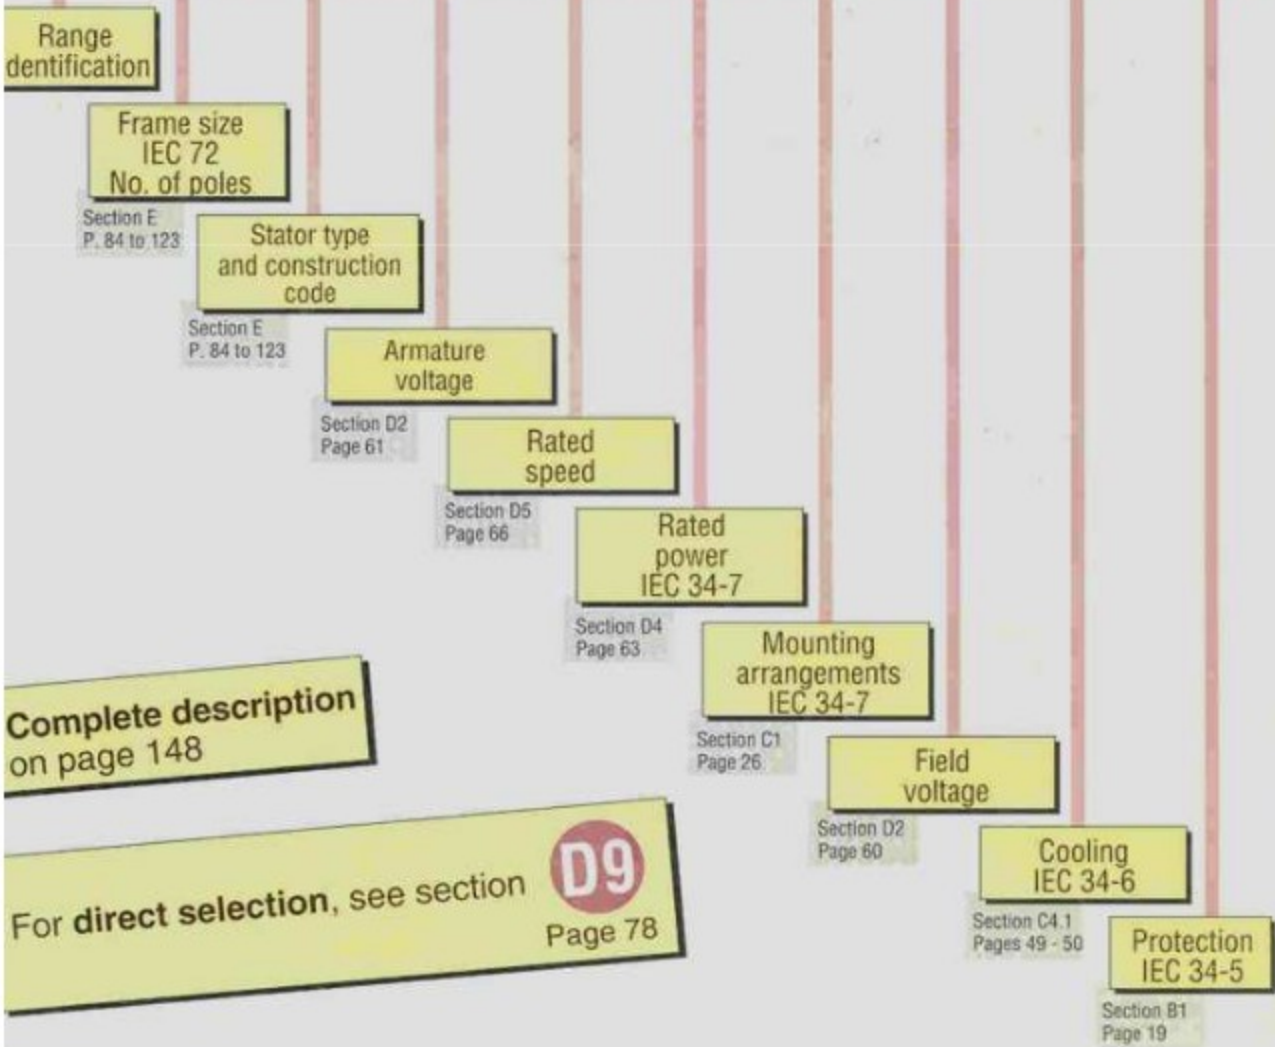 Range
dentification
Frame size
IEC 72
No. of poles
Section E
P. 84 to 123
Stator type
and construction
code
Section E
P. 84 to 123
Armature
voltage
Section D2
Page 61
Rated
speed
Section D5
Page 66
Rated
power
IEC 34-7
Section D4
Page 63
Mounting
arrangements
IEC 34-7
Section C1
Page 26
Field
voltage
Section D2
Page 60
Cooling
IEC 34-6
Section C4.1
Pages 49 - 50
Protection
IEC 34-5
Section B1
Page 19
Complete description
on page 148
For direct selection, see section D9
Page 78